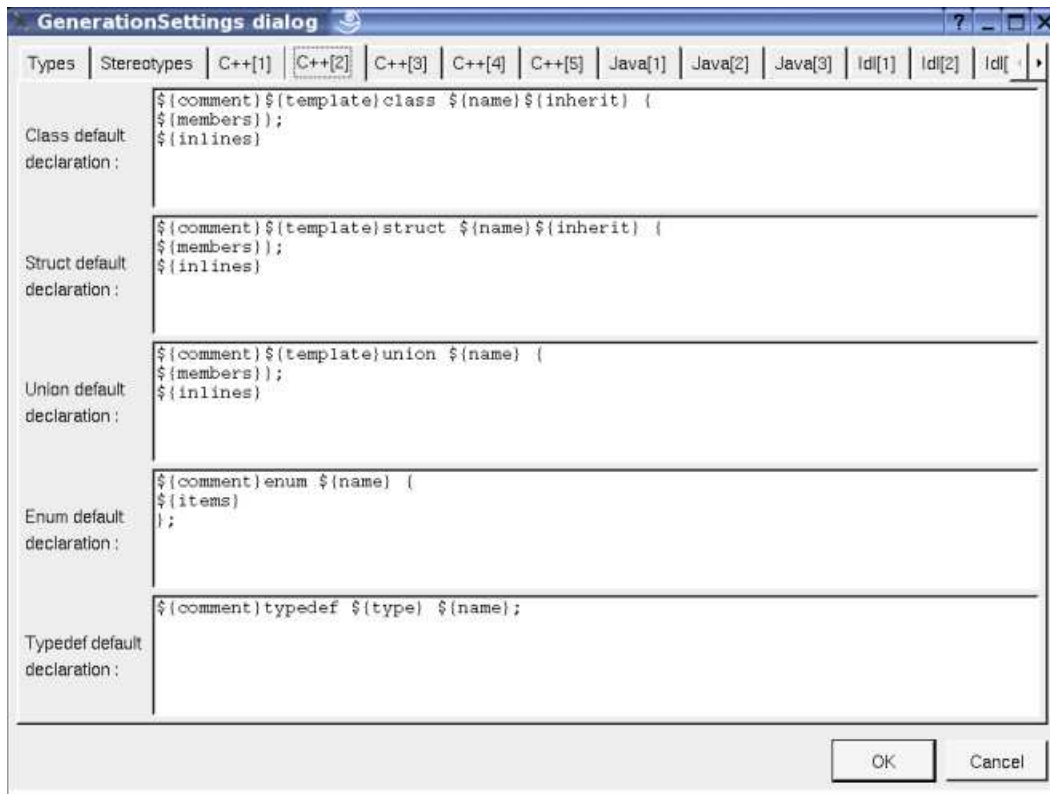 GenerationSettings dialog
Types Stereotypes C++[1] C++[2] C++[3] C++[4] C++[5] Java[1] Java[2] Java[3] Idl[1] Idl[2] Idl[
Class default
declaration :
${comment}${template}class ${name}${inherit} {
${members}};
${inlines}
Struct default
declaration :
${comment}${template}struct ${name}${inherit} {
${members}};
${inlines}
Union default
declaration :
${comment}${template}union ${name} {
${members}};
${inlines}
Enum default
declaration :
${comment}enum ${name} {
${items}
};
Typedef default
declaration :
${comment}typedef ${type} ${name};
OK Cancel